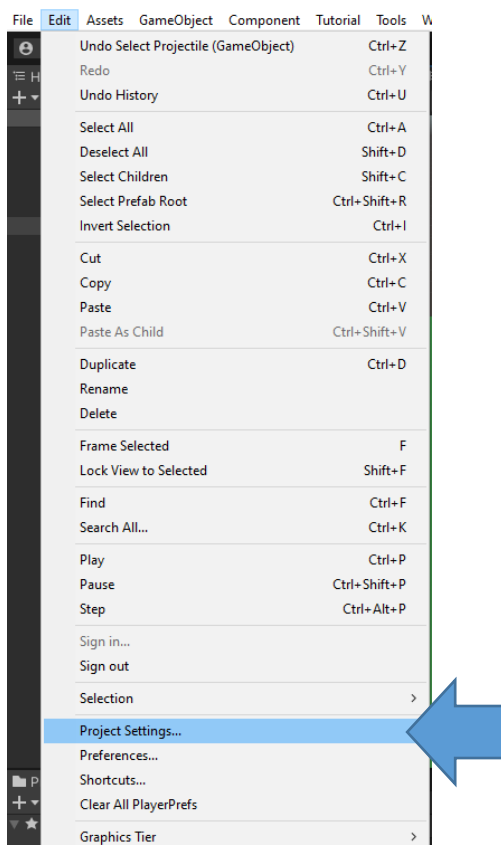 File Edit Assets GameObject Component Tutorial Tools W
H
Undo Select Projectile (GameObject) Ctrl+Z
Redo Ctrl+Y
Undo History Ctrl+U
Select All Ctrl+A
Deselect All Shift+D
Select Children Shift+C
Select Prefab Root Ctrl+Shift+R
Invert Selection Ctrl+I
Cut Ctrl+X
Copy Ctrl+C
Paste Ctrl+V
Paste As Child Ctrl+Shift+V
Duplicate Ctrl+D
Rename
Delete
Frame Selected F
Lock View to Selected Shift+F
Find Ctrl+F
Search All... Ctrl+K
Play Ctrl+P
Pause Ctrl+Shift+P
Step Ctrl+Alt+P
Sign in...
Sign out
Selection >
Project Settings...
Preferences...
P
Shortcuts...
Clear All PlayerPrefs
Graphics Tier >